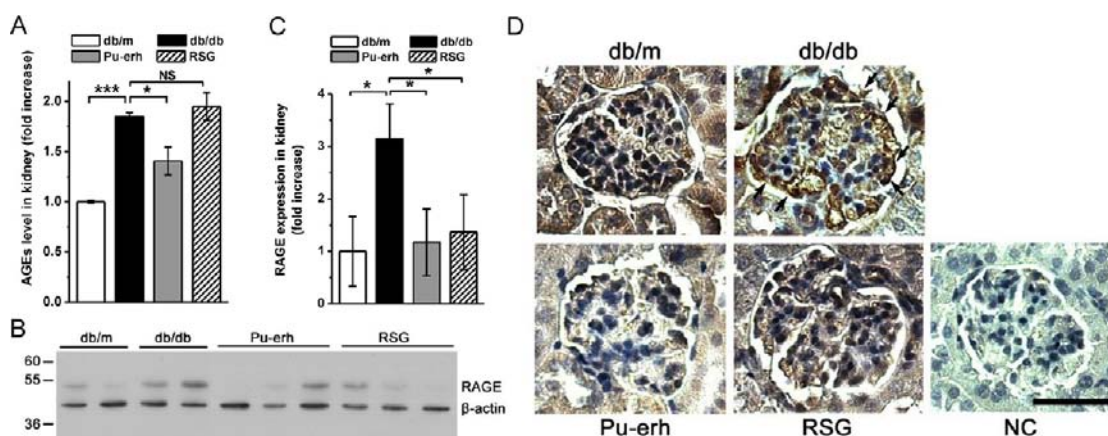 A
db/m
db/db
Pu-erh
RSG
AGEs level in kidney (fold increase)
2.0
1.5
1.0
0.5
0.0
***
*
NS
C
db/m
db/db
Pu-erh
RSG
RAGE expression in kidney
(fold increase)
4
3
2
1
0
*
*
*
B
db/m
db/db
Pu-erh
RSG
60
55
36
RAGE
β-actin
D
db/m
db/db
Pu-erh
RSG
NC